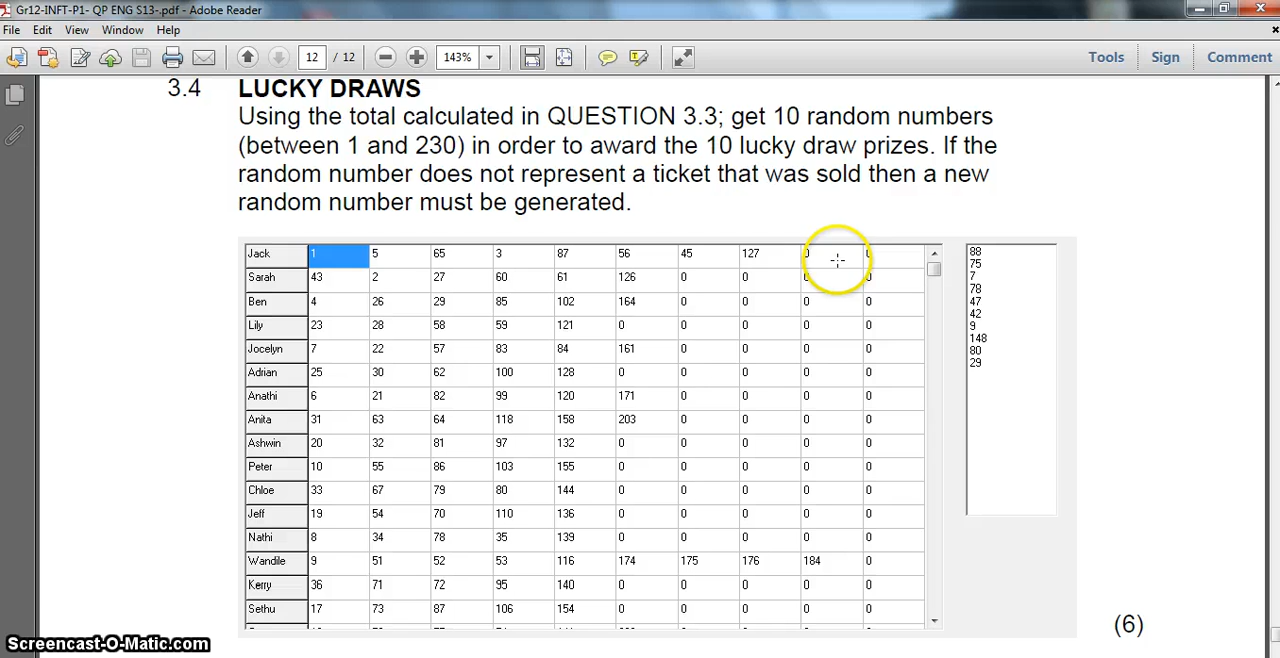 Gr12-INFT-P1- QP ENG S13-.pdf - Adobe Reader
File Edit View Window Help
12 / 12 143% Tools Sign Comment
3.4 LUCKY DRAWS
Using the total calculated in QUESTION 3.3; get 10 random numbers
(between 1 and 230) in order to award the 10 lucky draw prizes. If the
random number does not represent a ticket that was sold then a new
random number must be generated.
Jack 1 5 65 3 87 56 45 127 0 0
Sarah 43 2 27 60 61 126 0 0 0 0
Ben 4 26 29 85 102 164 0 0 0 0
Lily 23 28 58 59 121 0 0 0 0 0
Jocelyn 7 22 57 83 84 161 0 0 0 0
Adrian 25 30 62 100 128 0 0 0 0 0
Anathi 6 21 82 99 120 171 0 0 0 0
Anita 31 63 64 118 158 203 0 0 0 0
Ashwin 20 32 81 97 132 0 0 0 0 0
Peter 10 55 86 103 155 0 0 0 0 0
Chloe 33 67 79 80 144 0 0 0 0 0
Jeff 19 54 70 110 136 0 0 0 0 0
Nathi 8 34 78 35 139 0 0 0 0 0
Wandile 9 51 52 53 116 174 175 176 184 0
Kerry 36 71 72 95 140 0 0 0 0 0
Sethu 17 73 87 106 154 0 0 0 0 0
88
75
7
78
47
42
9
148
80
29
(6)
Screencast-O-Matic.com